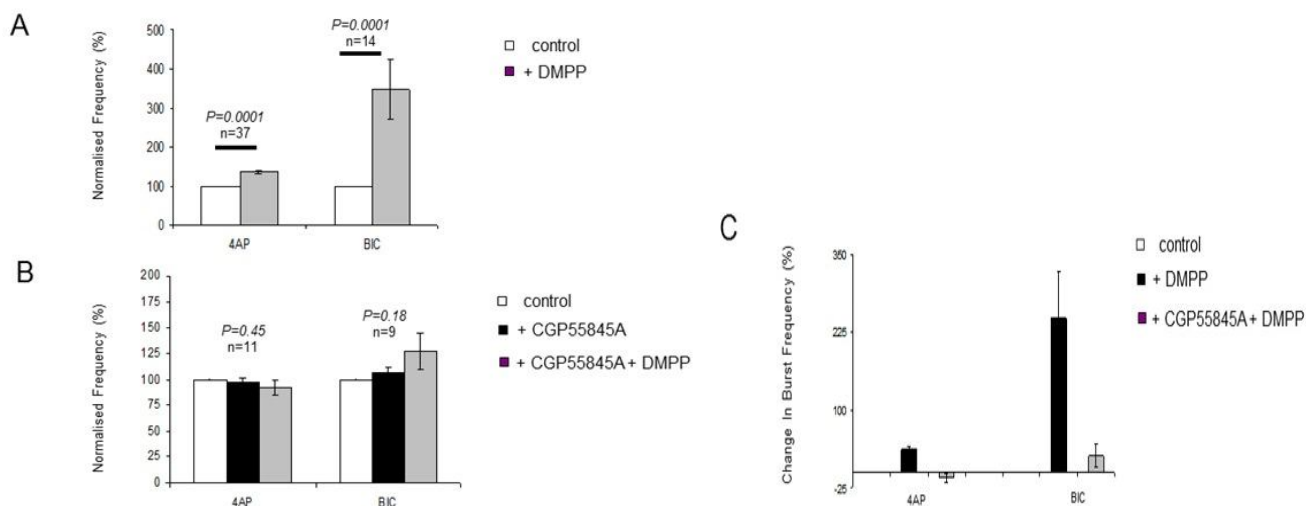 A
Normalised Frequency (%)
500
400
300
200
100
0
P=0.0001
n=37
P=0.0001
n=14
4AP
BIC
control
+ DMPP
B
Normalised Frequency (%)
200
175
150
125
100
75
50
25
0
P=0.45
n=11
P=0.18
n=9
4AP
BIC
control
+ CGP55845A
+ CGP55845A + DMPP
C
Change In Burst Frequency (%)
350
225
100
-25
4AP
BIC
control
+ DMPP
+ CGP55845A + DMPP